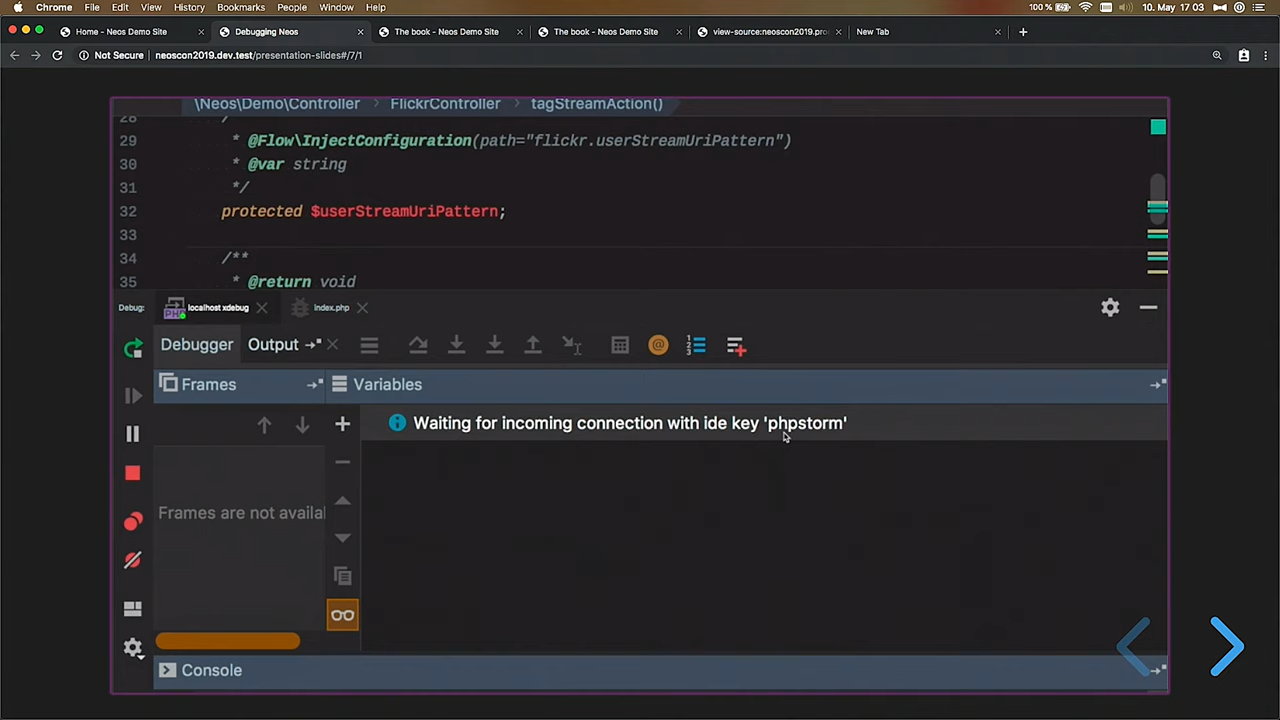 Chrome File Edit View History Bookmarks People Window Help 100 % 10. May 17 03
Home - Neos Demo Site Debugging Neos The book - Neos Demo Site The book - Neos Demo Site view-source:neoscon2019.pro New Tab
Not Secure neoscon2019.dev.test/presentation-slides#/7/1
\Neos\Demo\Controller FlickrController tagStreamAction()
28 /
29 * @Flow\InjectConfiguration(path="flickr.userStreamUriPattern")
30 * @var string
31 */
32 protected $userStreamUriPattern;
33
34 /**
35 * @return void
Debug: localhost xdebug index.php
Debugger Output
Frames Variables
Waiting for incoming connection with ide key 'phpstorm'
Frames are not availa
Console